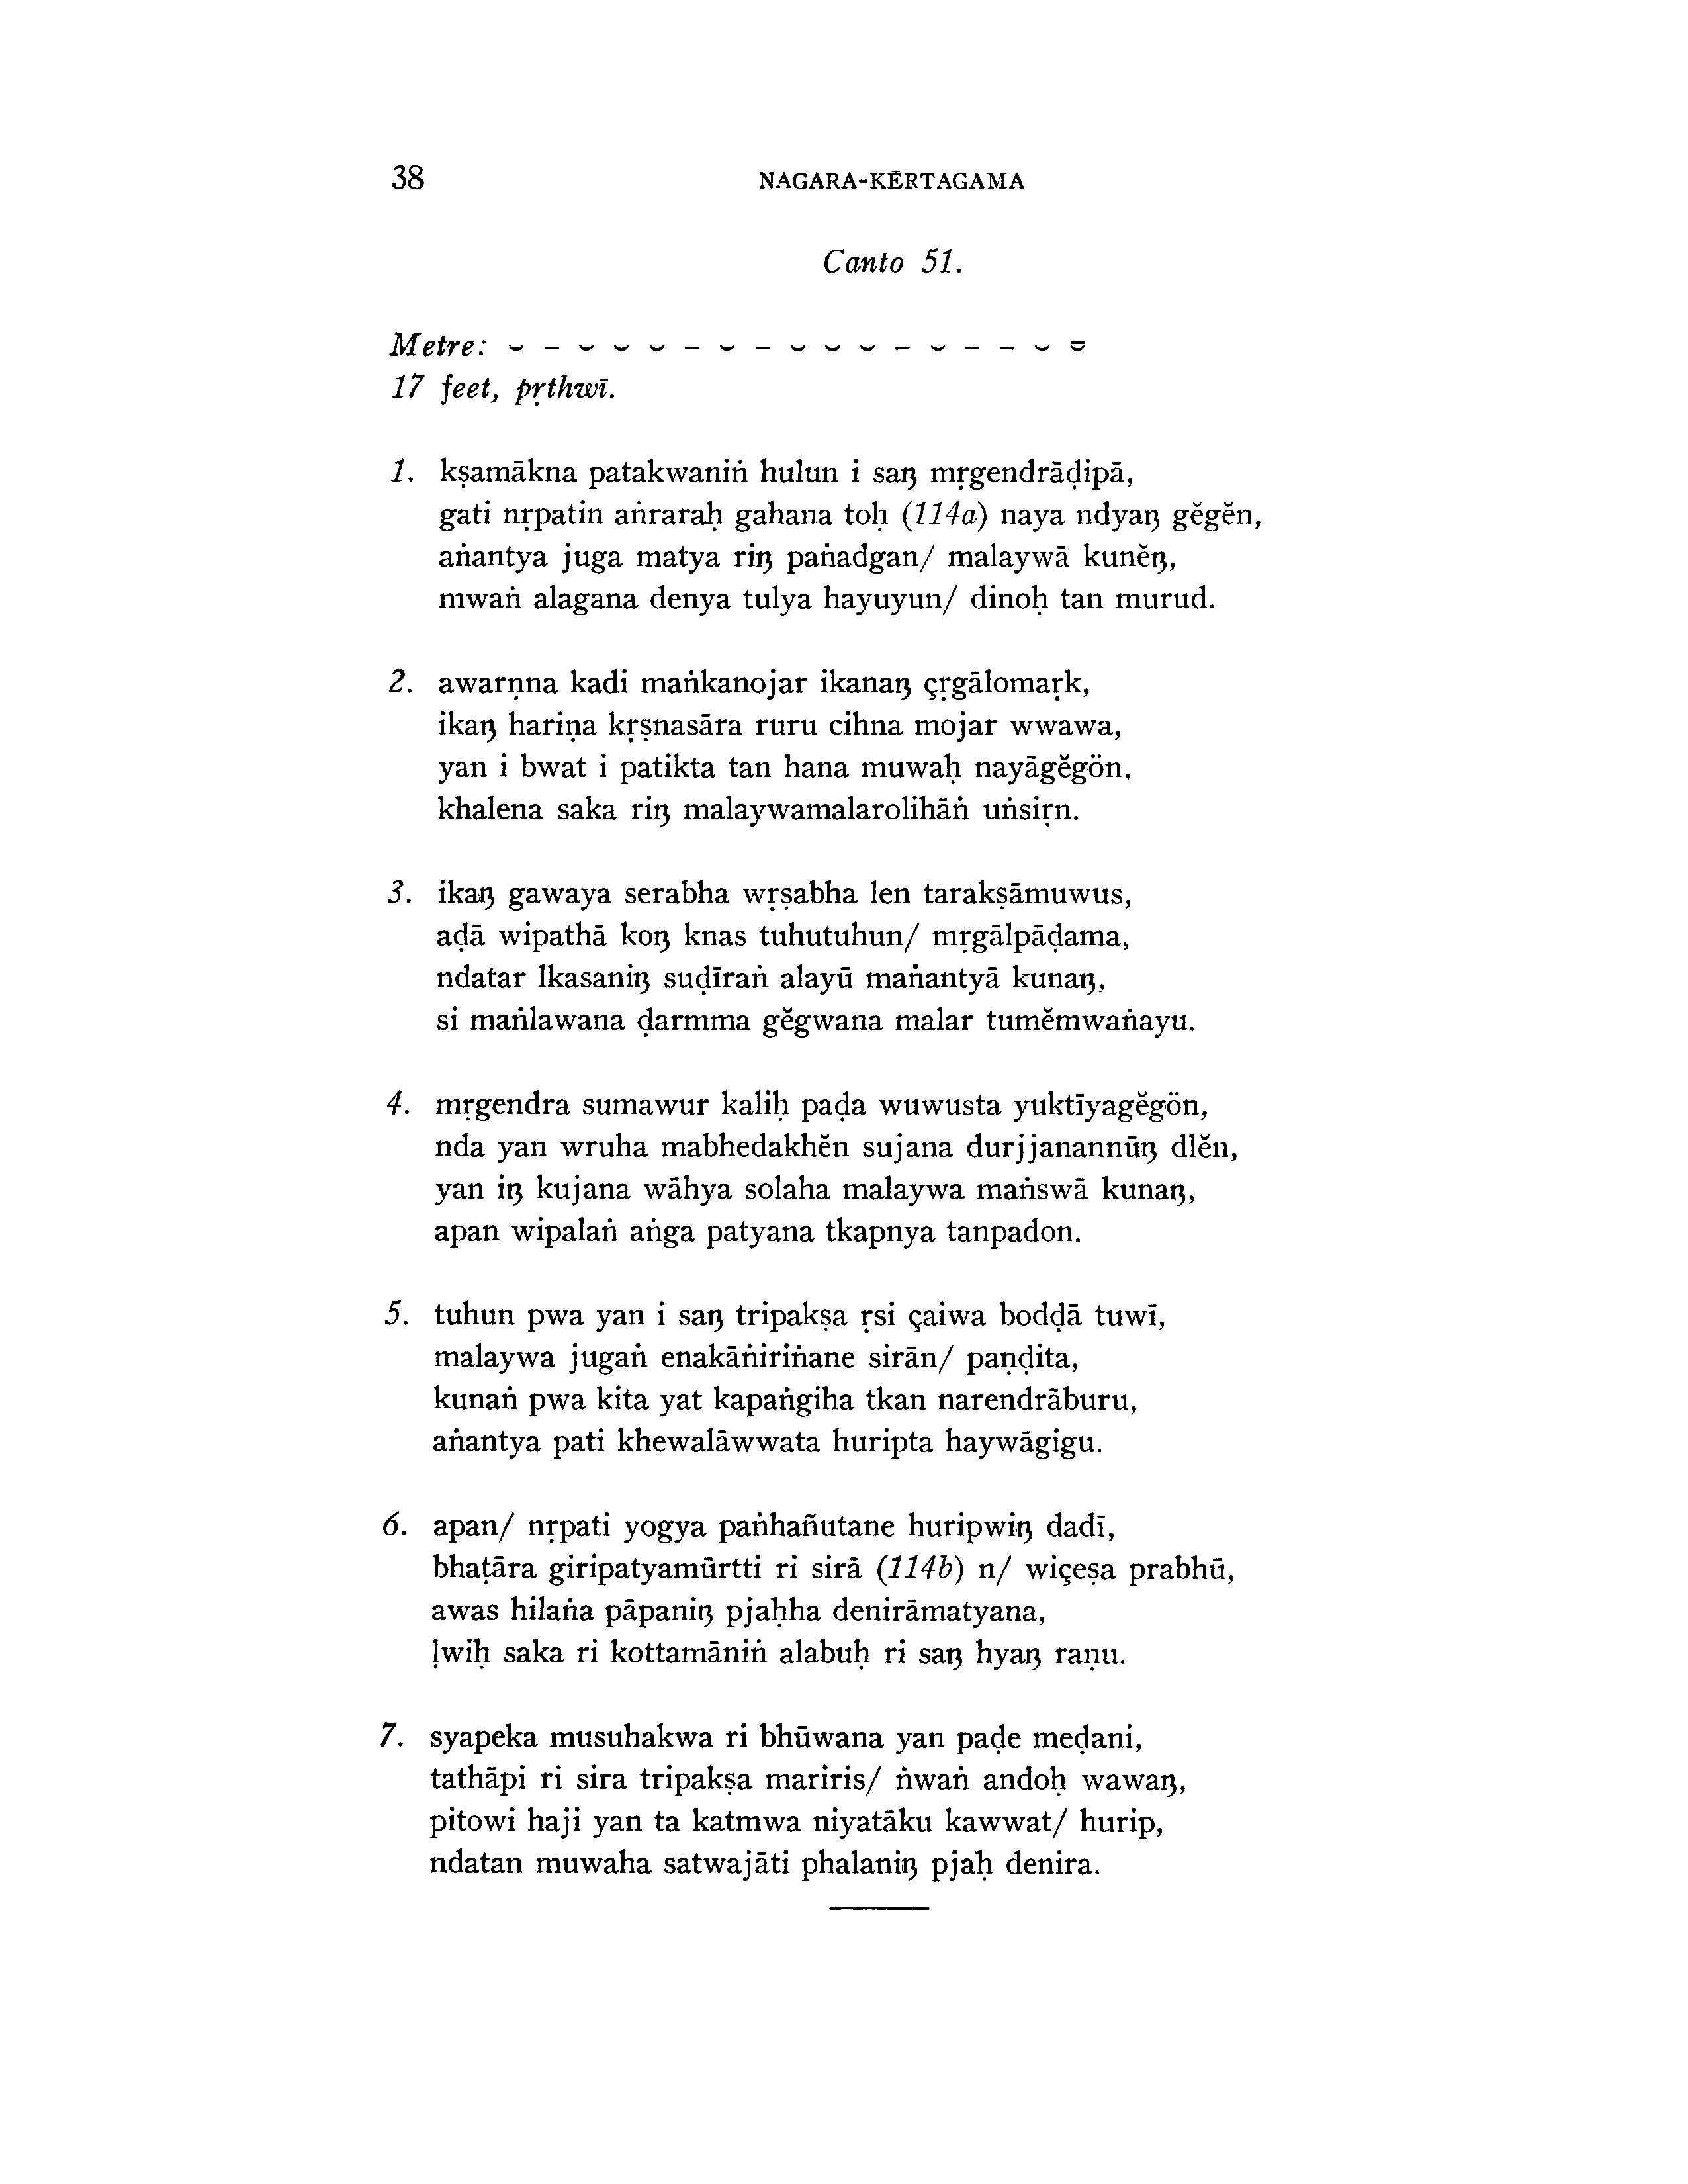 38
NAGARA-KĔRTAGAMA
Canto 51.
Metre: ⏑ – ⏑ ⏑ ⏑ – ⏑ – ⏑ ⏑ ⏑ – ⏑ – – ⏑ ⏓
17 feet, pṛthwī.
1. kṣamākna patakwaniṅ hulun i saŋ mṛgendrāḍipā,
gati nṛpatin aṅraraḥ gahana toḥ (114a) naya ndyaŋ gĕgĕn,
aṅantya juga matya riŋ paṅadgan/ malaywā kunĕŋ,
mwaṅ alagana denya tulya hayuyun/ dinoḥ tan murud.
2. awarṇna kadi maṅkanojar ikanaŋ çṛgālomaṛk,
ikaŋ hariṇa kṛṣnasāra ruru cihna mojar wwawa,
yan i bwat i patikta tan hana muwaḥ nayāgĕgön,
khalena saka riŋ malaywamalarolihāṅ uṅsiṛn.
3. ikaŋ gawaya serabha wṛṣabha len tarakṣāmuwus,
aḍā wipathā koŋ knas tuhutuhun/ mṛgālpāḍama,
ndatar lkasaniŋ suḍīraṅ alayū maṅantyā kunaŋ,
si maṅlawana ḍarmma gĕgwana malar tumĕmwaṅayu.
4. mṛgendra sumawur kaliḥ paḍa wuwusta yuktīyagĕgön,
nda yan wruha mabhedakhĕn sujana durjjanannūŋ dlĕn,
yan iŋ kujana wāhya solaha malaywa maṅswā kunaŋ,
apan wipalaṅ aṅga patyana tkapnya tanpadon.
5. tuhun pwa yan i saŋ tripakṣa ṛsi çaiwa boddḍā tuwī,
malaywa jugaṅ enakāṅiriṅane sirān/ paṇḍita,
kunaṅ pwa kita yat kapaṅgiha tkan narendrāburu,
aṅantya pati khewalāwwata huripta haywāgigu.
6. apan/ nṛpati yogya paṅhañutane huripwiŋ dadī,
bhaṭāra giripatyamūrtti ri sirā (114b) n/ wiçeṣa prabhū,
awas hilaṅa pāpaniŋ pjaḥha denirāmatyana,
ḷwiḥ saka ri kottamāniṅ alabuḥ ri saŋ hyaŋ raṇu.
7. syapeka musuhakwa ri bhūwana yan paḍe meḍani,
tathāpi ri sira tripakṣa mariris/ ṅwaṅ andoḥ wawaŋ,
pitowi haji yan ta katmwa niyatāku kawwat/ hurip,
ndatan muwaha satwajāti phalaniŋ pjaḥ denira.